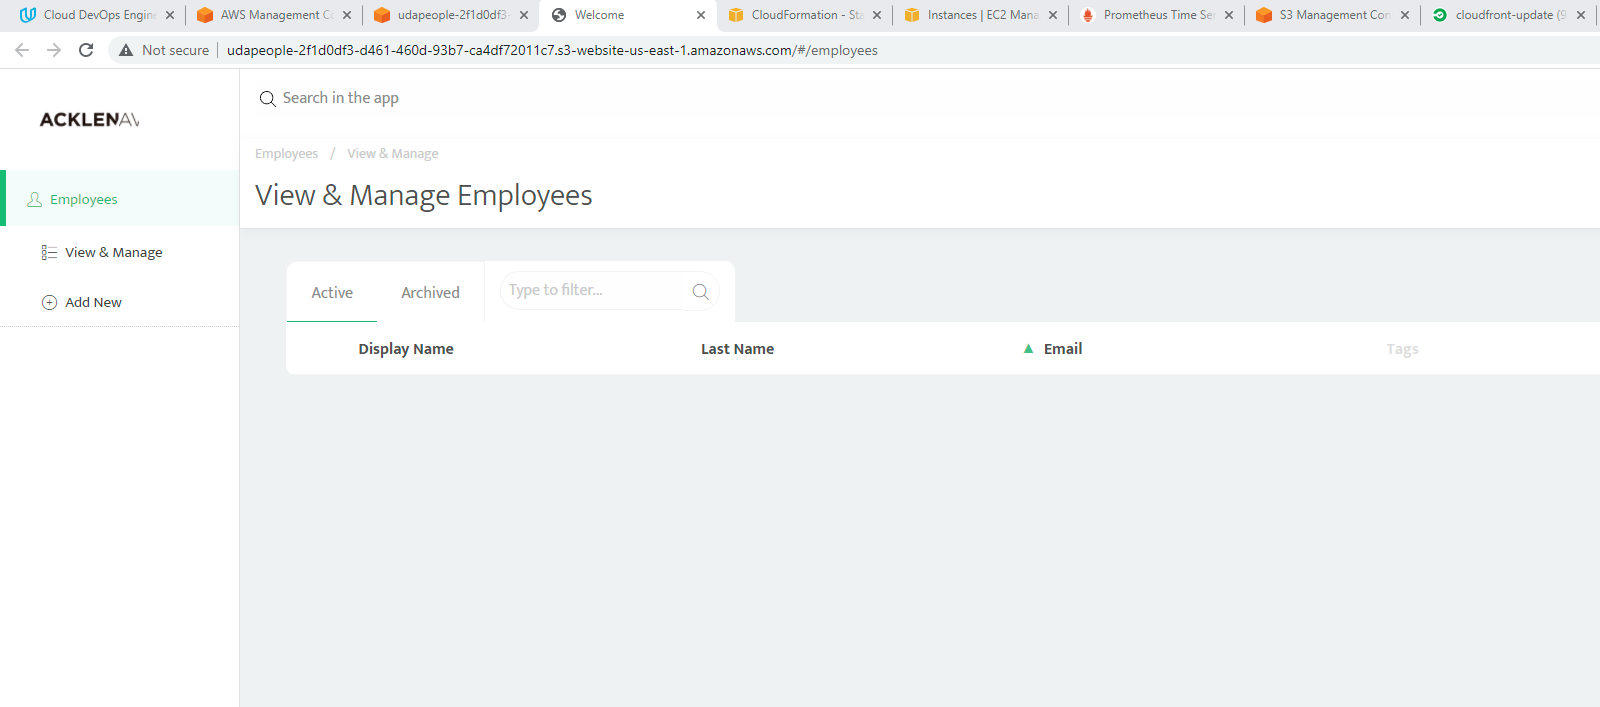 Cloud DevOps Engine
AWS Management Co
udapeople-2f1d0df3-
Welcome
CloudFormation - Sta
Instances | EC2 Mana
Prometheus Time Se
S3 Management Con
cloudfront-update (9
Not secure
udapeople-2f1d0df3-d461-460d-93b7-ca4df72011c7.s3-website-us-east-1.amazonaws.com/#/employees
ACKLENAV
Search in the app
Employees / View & Manage
View & Manage Employees
Employees
View & Manage
Add New
Active
Archived
Type to filter...
Display Name
Last Name
Email
Tags